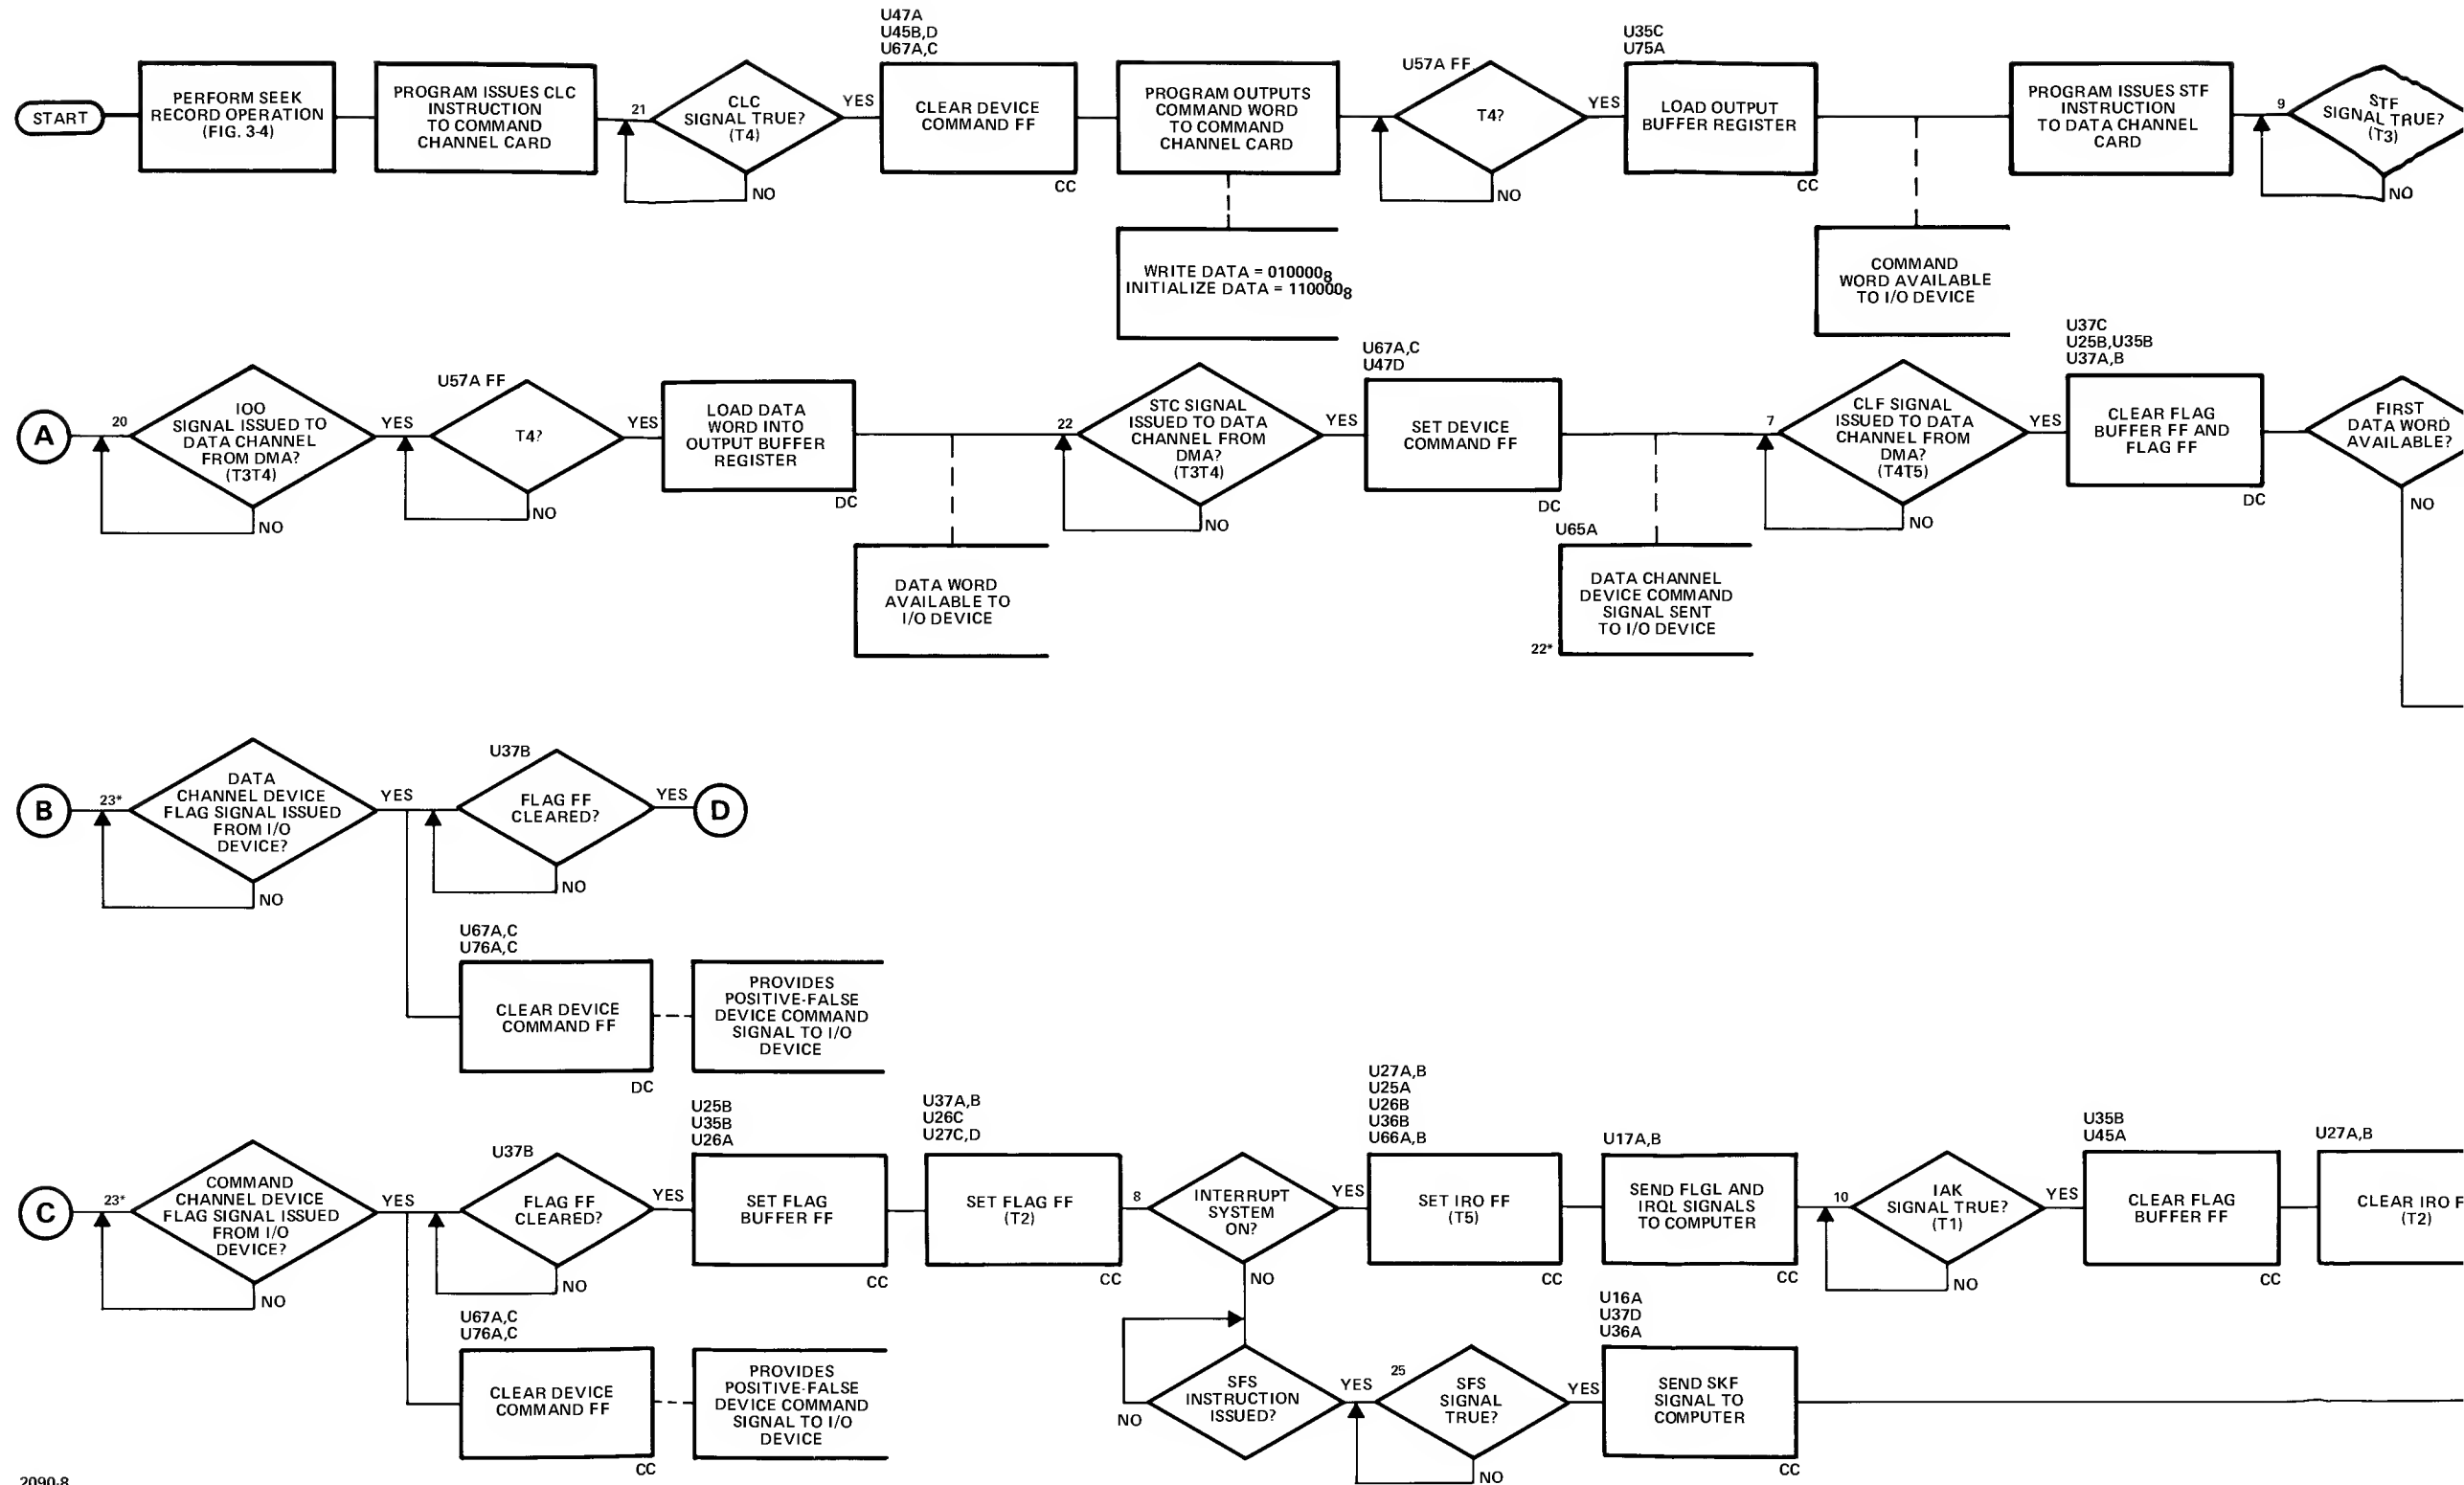 START
PERFORM SEEK
RECORD OPERATION
(FIG. 3-4)
PROGRAM ISSUES CLC
INSTRUCTION
TO COMMAND
CHANNEL CARD
21
CLC
SIGNAL TRUE?
(T4)
YES
NO
U47A
U45B,D
U67A,C
CLEAR DEVICE
COMMAND FF
CC
PROGRAM OUTPUTS
COMMAND WORD
TO COMMAND
CHANNEL CARD
WRITE DATA = 010000₈
INITIALIZE DATA = 110000₈
U57A FF
T4?
YES
NO
U35C
U75A
LOAD OUTPUT
BUFFER REGISTER
CC
COMMAND
WORD AVAILABLE
TO I/O DEVICE
PROGRAM ISSUES STF
INSTRUCTION
TO DATA CHANNEL
CARD
9
STF
SIGNAL TRUE?
(T3)
NO
A
20
IOO
SIGNAL ISSUED TO
DATA CHANNEL
FROM DMA?
(T3T4)
YES
NO
U57A FF
T4?
YES
NO
LOAD DATA
WORD INTO
OUTPUT BUFFER
REGISTER
DC
DATA WORD
AVAILABLE TO
I/O DEVICE
22
STC SIGNAL
ISSUED TO DATA
CHANNEL FROM
DMA?
(T3T4)
YES
NO
U67A,C
U47D
SET DEVICE
COMMAND FF
DC
U65A
DATA CHANNEL
DEVICE COMMAND
SIGNAL SENT
TO I/O DEVICE
22*
7
CLF SIGNAL
ISSUED TO DATA
CHANNEL FROM
DMA?
(T4T5)
YES
NO
U37C
U25B,U35B
U37A,B
CLEAR FLAG
BUFFER FF AND
FLAG FF
DC
FIRST
DATA WORD
AVAILABLE?
NO
B
23*
DATA
CHANNEL DEVICE
FLAG SIGNAL ISSUED
FROM I/O
DEVICE?
YES
NO
U37B
FLAG FF
CLEARED?
YES
NO
D
U67A,C
U76A,C
CLEAR DEVICE
COMMAND FF
DC
PROVIDES
POSITIVE-FALSE
DEVICE COMMAND
SIGNAL TO I/O
DEVICE
C
23*
COMMAND
CHANNEL DEVICE
FLAG SIGNAL ISSUED
FROM I/O
DEVICE?
YES
NO
U37B
FLAG FF
CLEARED?
YES
NO
U67A,C
U76A,C
CLEAR DEVICE
COMMAND FF
CC
PROVIDES
POSITIVE-FALSE
DEVICE COMMAND
SIGNAL TO I/O
DEVICE
U25B
U35B
U26A
SET FLAG
BUFFER FF
CC
U37A,B
U26C
U27C,D
SET FLAG FF
(T2)
CC
8
INTERRUPT
SYSTEM
ON?
YES
NO
U27A,B
U25A
U26B
U36B
U66A,B
SET IRO FF
(T5)
CC
U17A,B
SEND FLGL AND
IRQL SIGNALS
TO COMPUTER
CC
10
IAK
SIGNAL TRUE?
(T1)
YES
NO
U35B
U45A
CLEAR FLAG
BUFFER FF
CC
U27A,B
CLEAR IRO F
(T2)
SFS
INSTRUCTION
ISSUED?
NO
YES
25
SFS
SIGNAL
TRUE?
YES
NO
U16A
U37D
U36A
SEND SKF
SIGNAL TO
COMPUTER
CC
2090-8